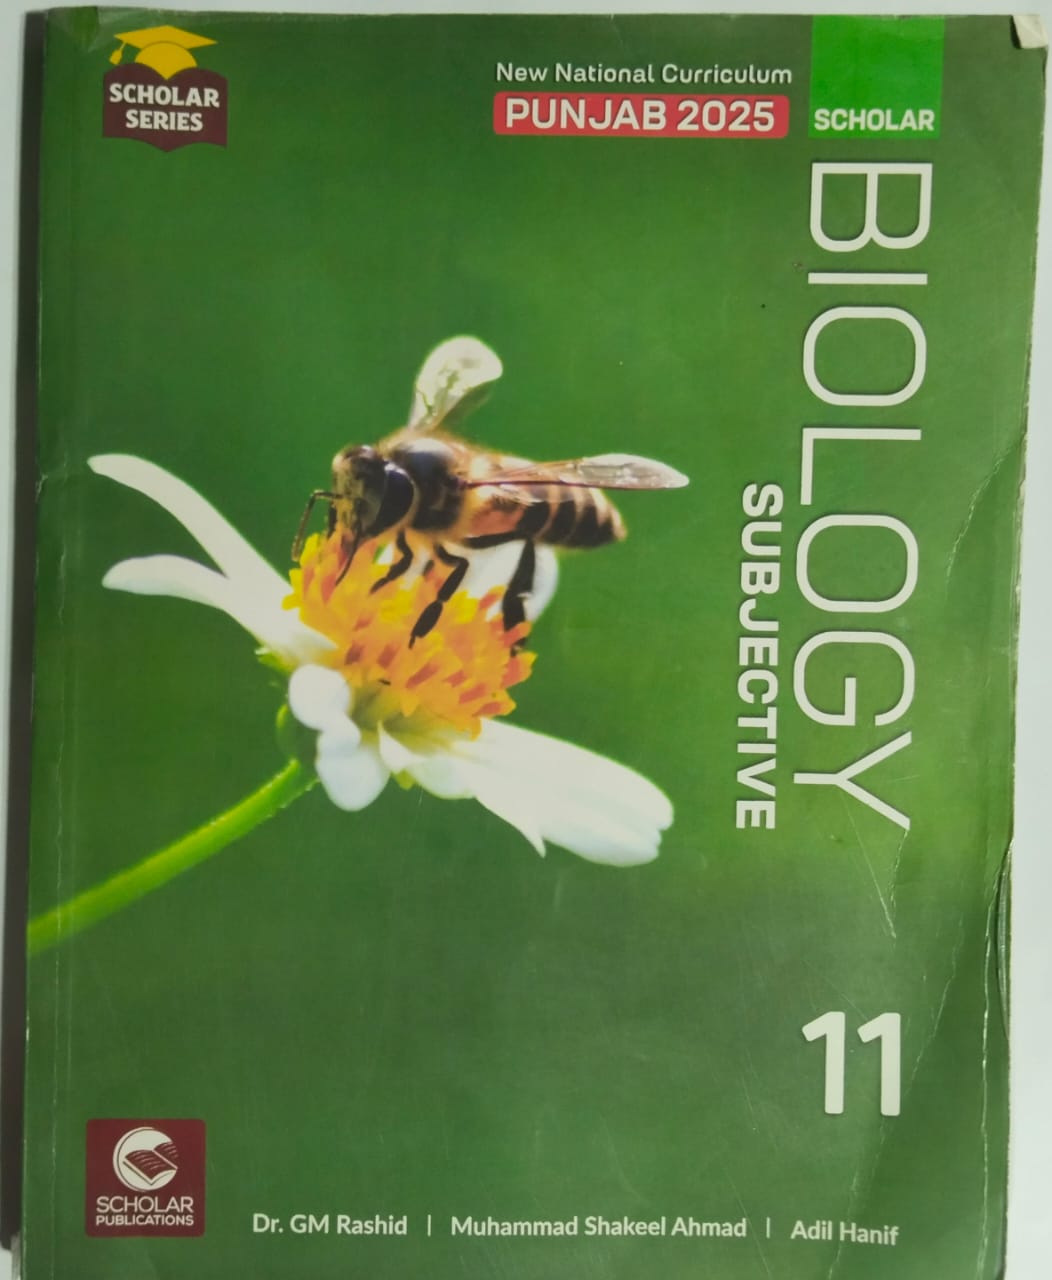 SCHOLAR
SERIES
New National Curriculum
PUNJAB 2025
SCHOLAR
BIOLOGY
SUBJECTIVE
11
SCHOLAR
PUBLICATIONS
Dr. GM Rashid | Muhammad Shakeel Ahmad | Adil Hanif